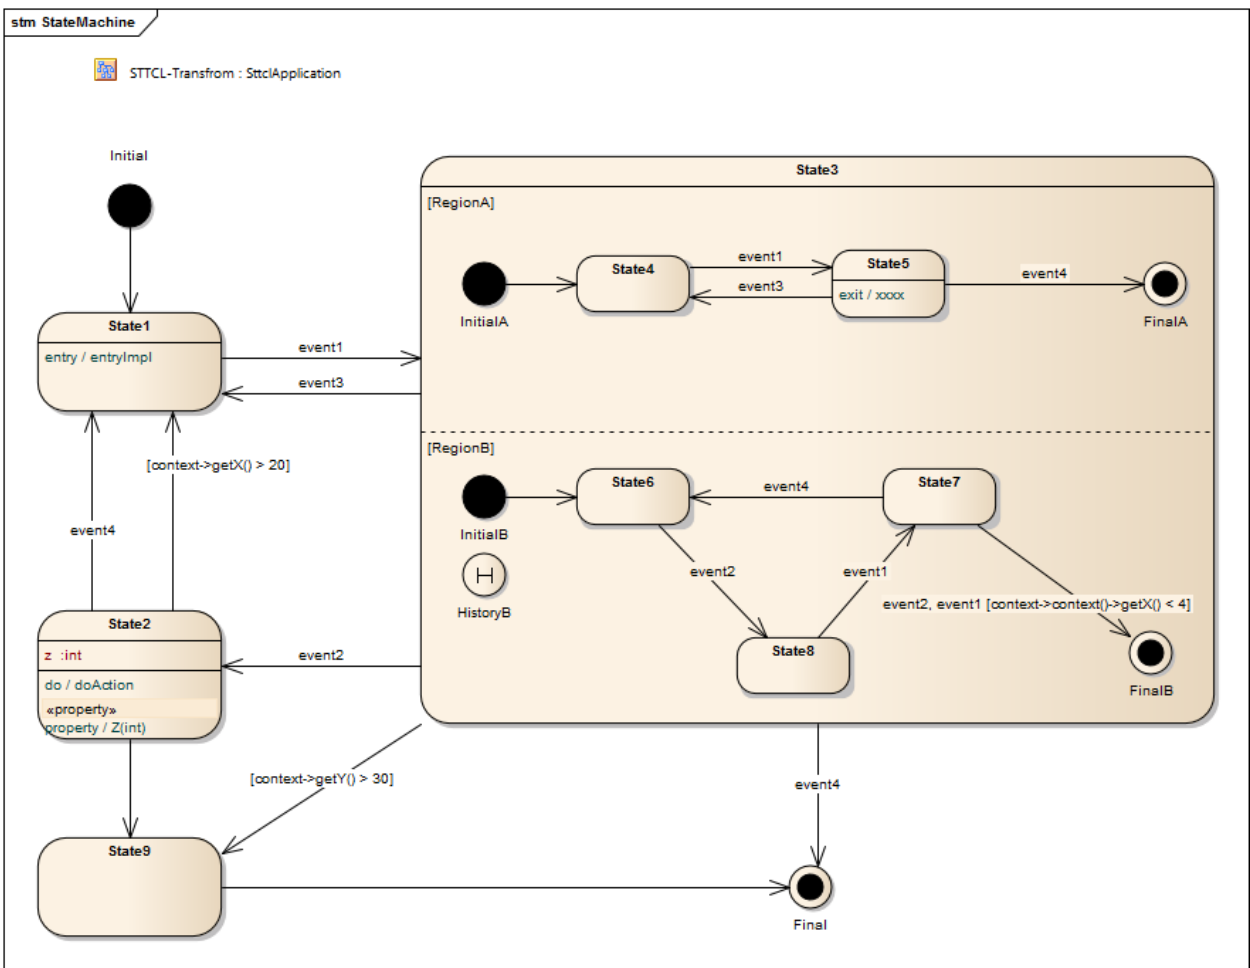 stm StateMachine
STTCL-Transfrom : SttclApplication
Initial
State3
[RegionA]
State4
event1
State5
event3
exit / xxxx
event4
InitialA
FinalA
State1
entry / entryImpl
event1
event3
[RegionB]
[context->getX() > 20]
State6
event4
State7
event4
InitialB
event2
event1
H
HistoryB
event2, event1 [context->context()->getX() < 4]
State2
z :int
do / doAction
«property»
property / Z(int)
event2
State8
FinalB
[context->getY() > 30]
event4
State9
Final